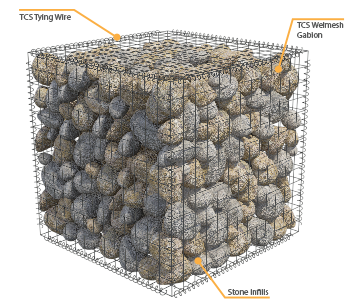 TCS Tying Wire
TCS Welmesh
Gabion
Stone Infills